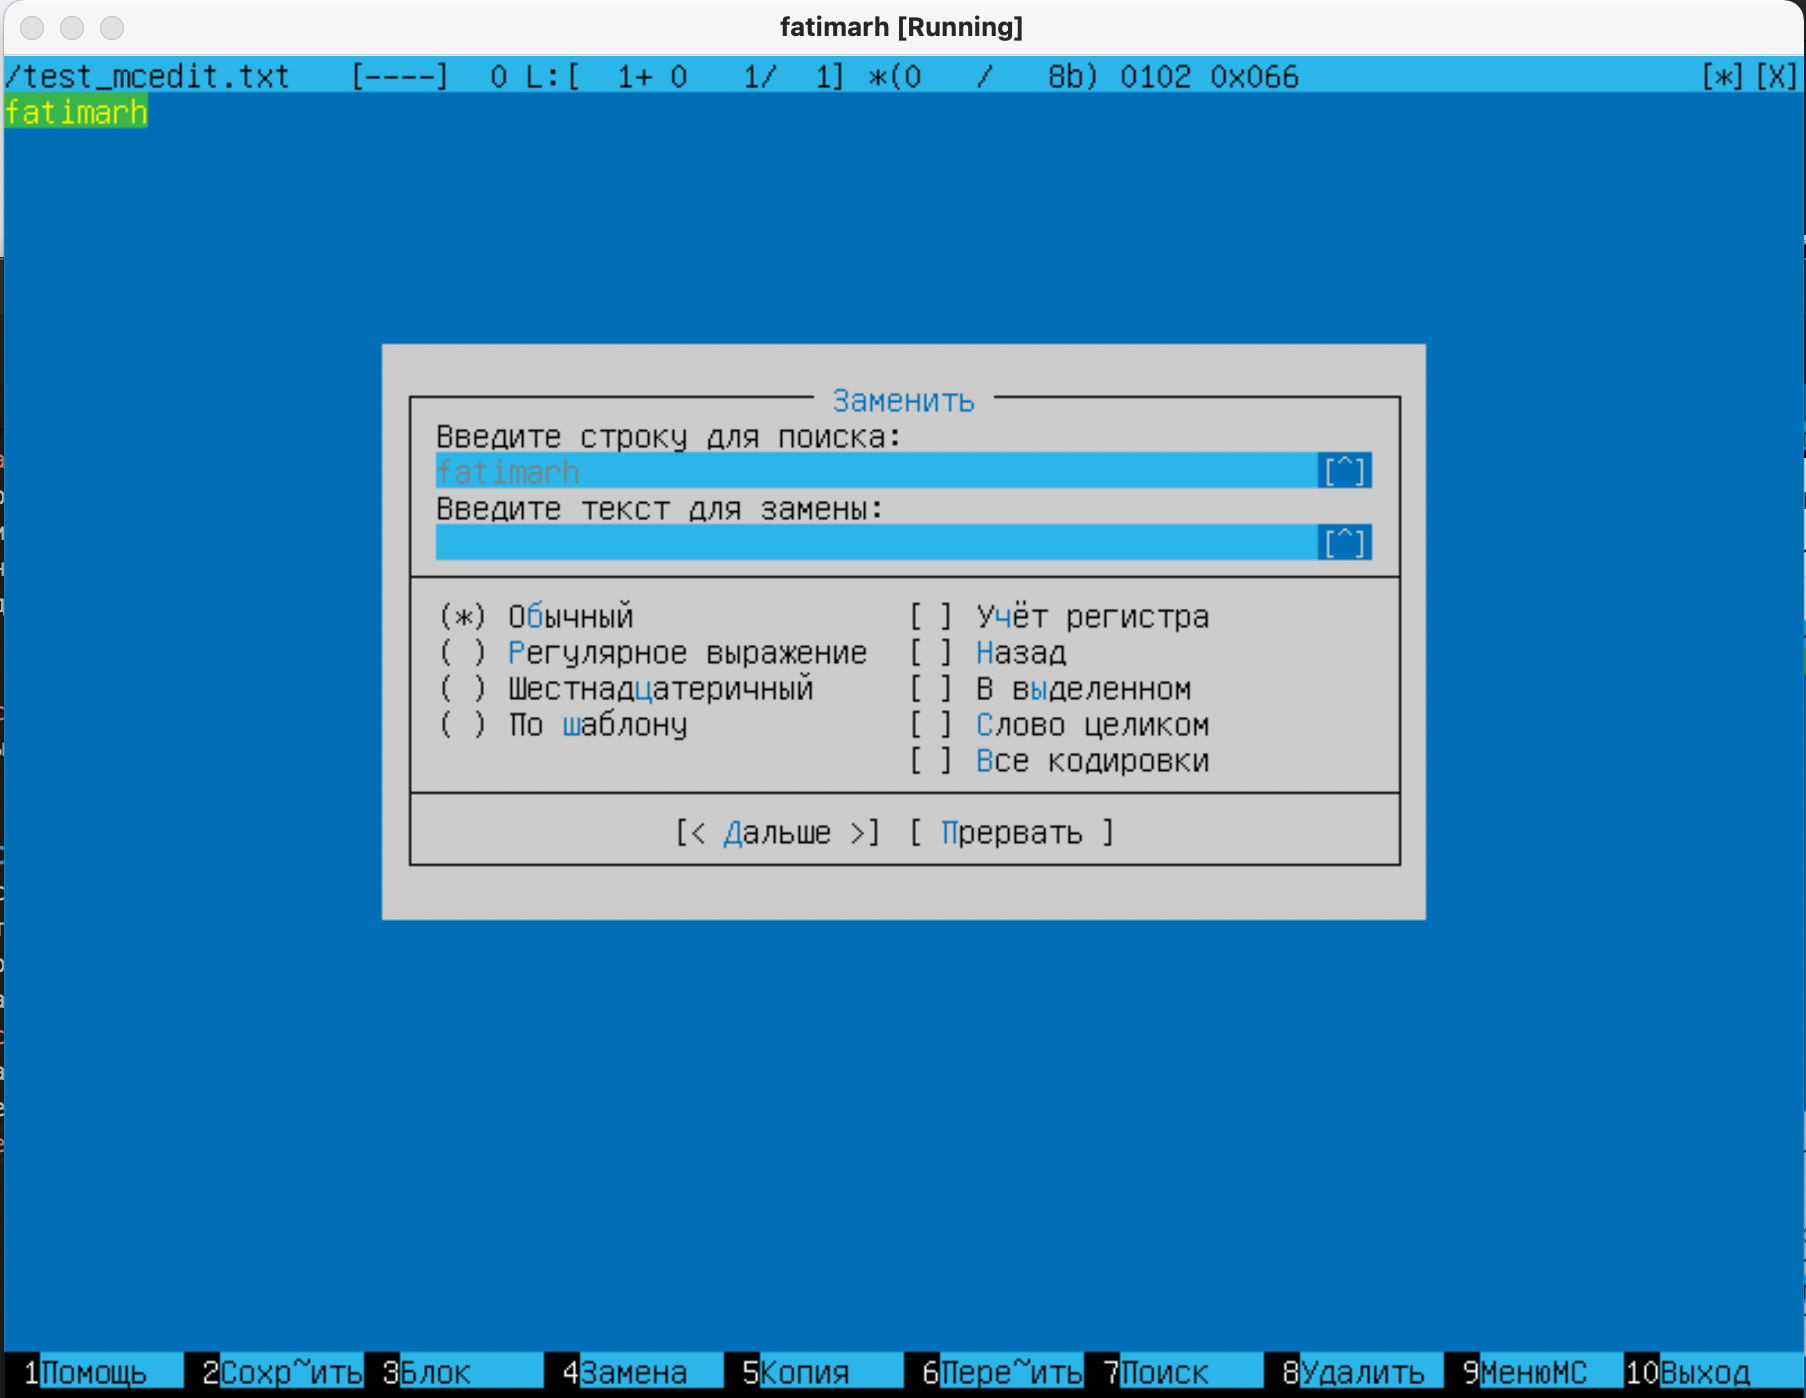 fatimarh [Running]
/test_mcedit.txt [----] 0 L:[ 1+ 0 1/ 1] *(0 / 8b) 0102 0x066 [*][X]
fatimarh
Заменить
Введите строку для поиска:
fatimarh [^]
Введите текст для замены:
[^]
(*) Обычный [ ] Учёт регистра
( ) Регулярное выражение [ ] Назад
( ) Шестнадцатеричный [ ] В выделенном
( ) По шаблону [ ] Слово целиком
[ ] Все кодировки
[< Дальше >] [ Прервать ]
1Помощь 2Сохр~ить 3Блок 4Замена 5Копия 6Пере~ить 7Поиск 8Удалить 9МенюMC 10Выход